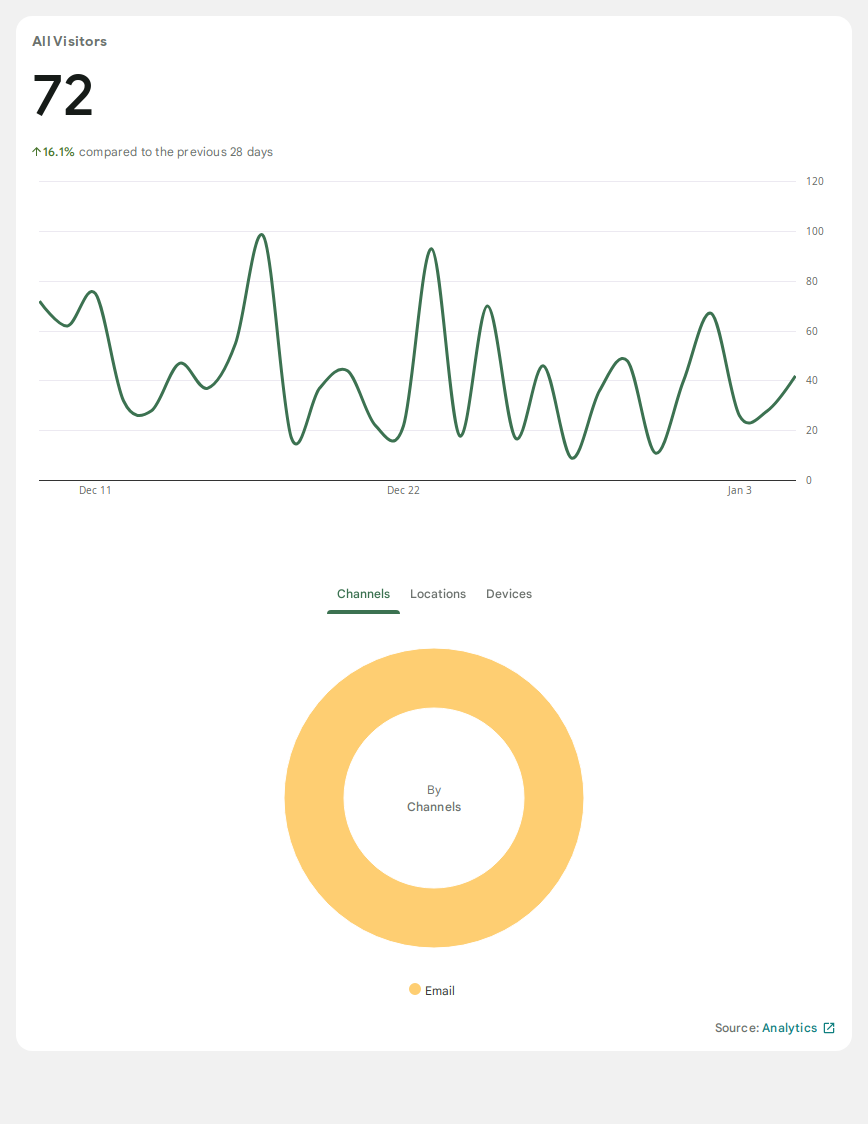 All Visitors
72
↑16.1% compared to the previous 28 days
120
100
80
60
40
20
0
Dec 11 Dec 22 Jan 3
Channels Locations Devices
By
Channels
Email
Source: Analytics